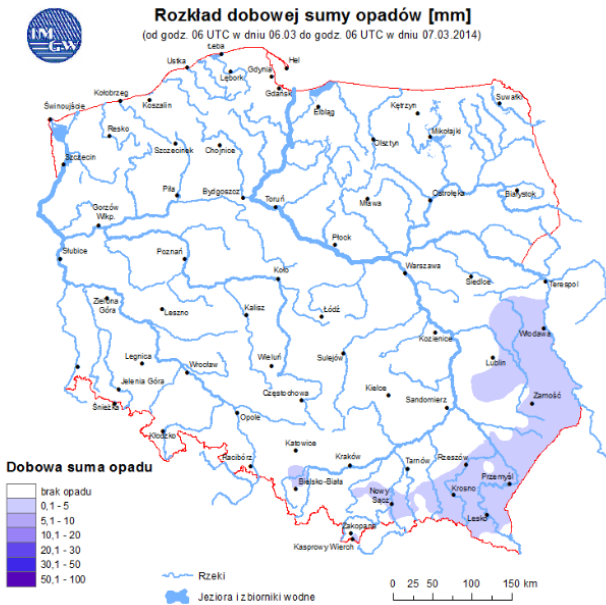 IM
GW
Rozkład dobowej sumy opadów [mm]
(od godz. 06 UTC w dniu 06.03 do godz. 06 UTC w dniu 07.03.2014)
Łeba
Hel
Ustka
Gdynia
Lębork
Gdańsk
Kołobrzeg
Koszalin
Suwałki
Świnoujście
Elbląg
Kętrzyn
Resko
Mikołajki
Olsztyn
Szczecinek
Chojnice
Szczecin
Piła
Bydgoszcz
Toruń
Mława
Ostrołęka
Białystok
Gorzów
Wlkp.
Płock
Słubice
Poznań
Koło
Warszawa
Siedlce
Terespol
Zielona
Góra
Leszno
Kalisz
Łódź
Kozienice
Włodawa
Legnica
Wrocław
Wieluń
Sulejów
Lublin
Jelenia Góra
Śnieżka
Częstochowa
Kielce
Sandomierz
Zamość
Opole
Kłodzko
Katowice
Racibórz
Kraków
Tarnów
Rzeszów
Przemyśl
Bielsko-Biała
Nowy
Sącz
Krosno
Lesko
Zakopane
Kasprowy Wierch
Dobowa suma opadu
brak opadu
0,1 - 5
5,1 - 10
10,1 - 20
20,1 - 30
30,1 - 50
50,1 - 100
Rzeki
Jeziora i zbiorniki wodne
0 25 50 100 150 km